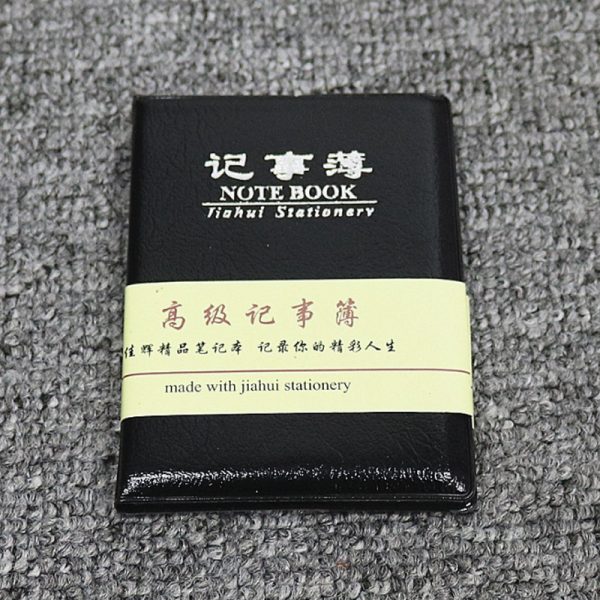 记事薄
NOTE BOOK
Jiahui Stationery
高级记事簿
佳辉精品笔记本 记录你的精彩人生
made with jiahui stationery